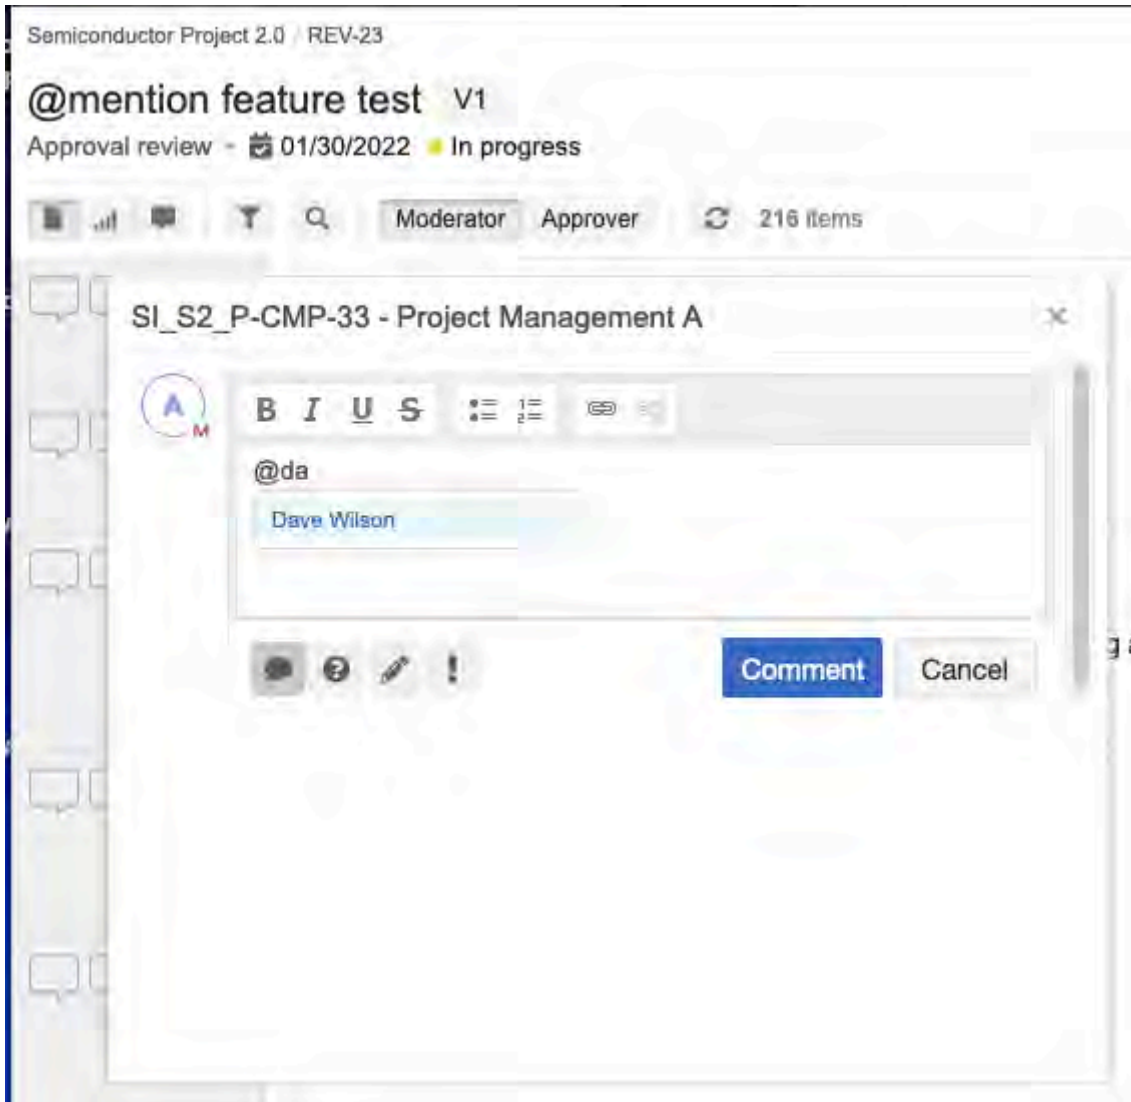 Semiconductor Project 2.0 / REV-23
@mention feature test V1
Approval review - 01/30/2022 In progress
Moderator Approver 216 items
SI_S2_P-CMP-33 - Project Management A
A
M
B I U S
@da
Dave Wilson
Comment Cancel